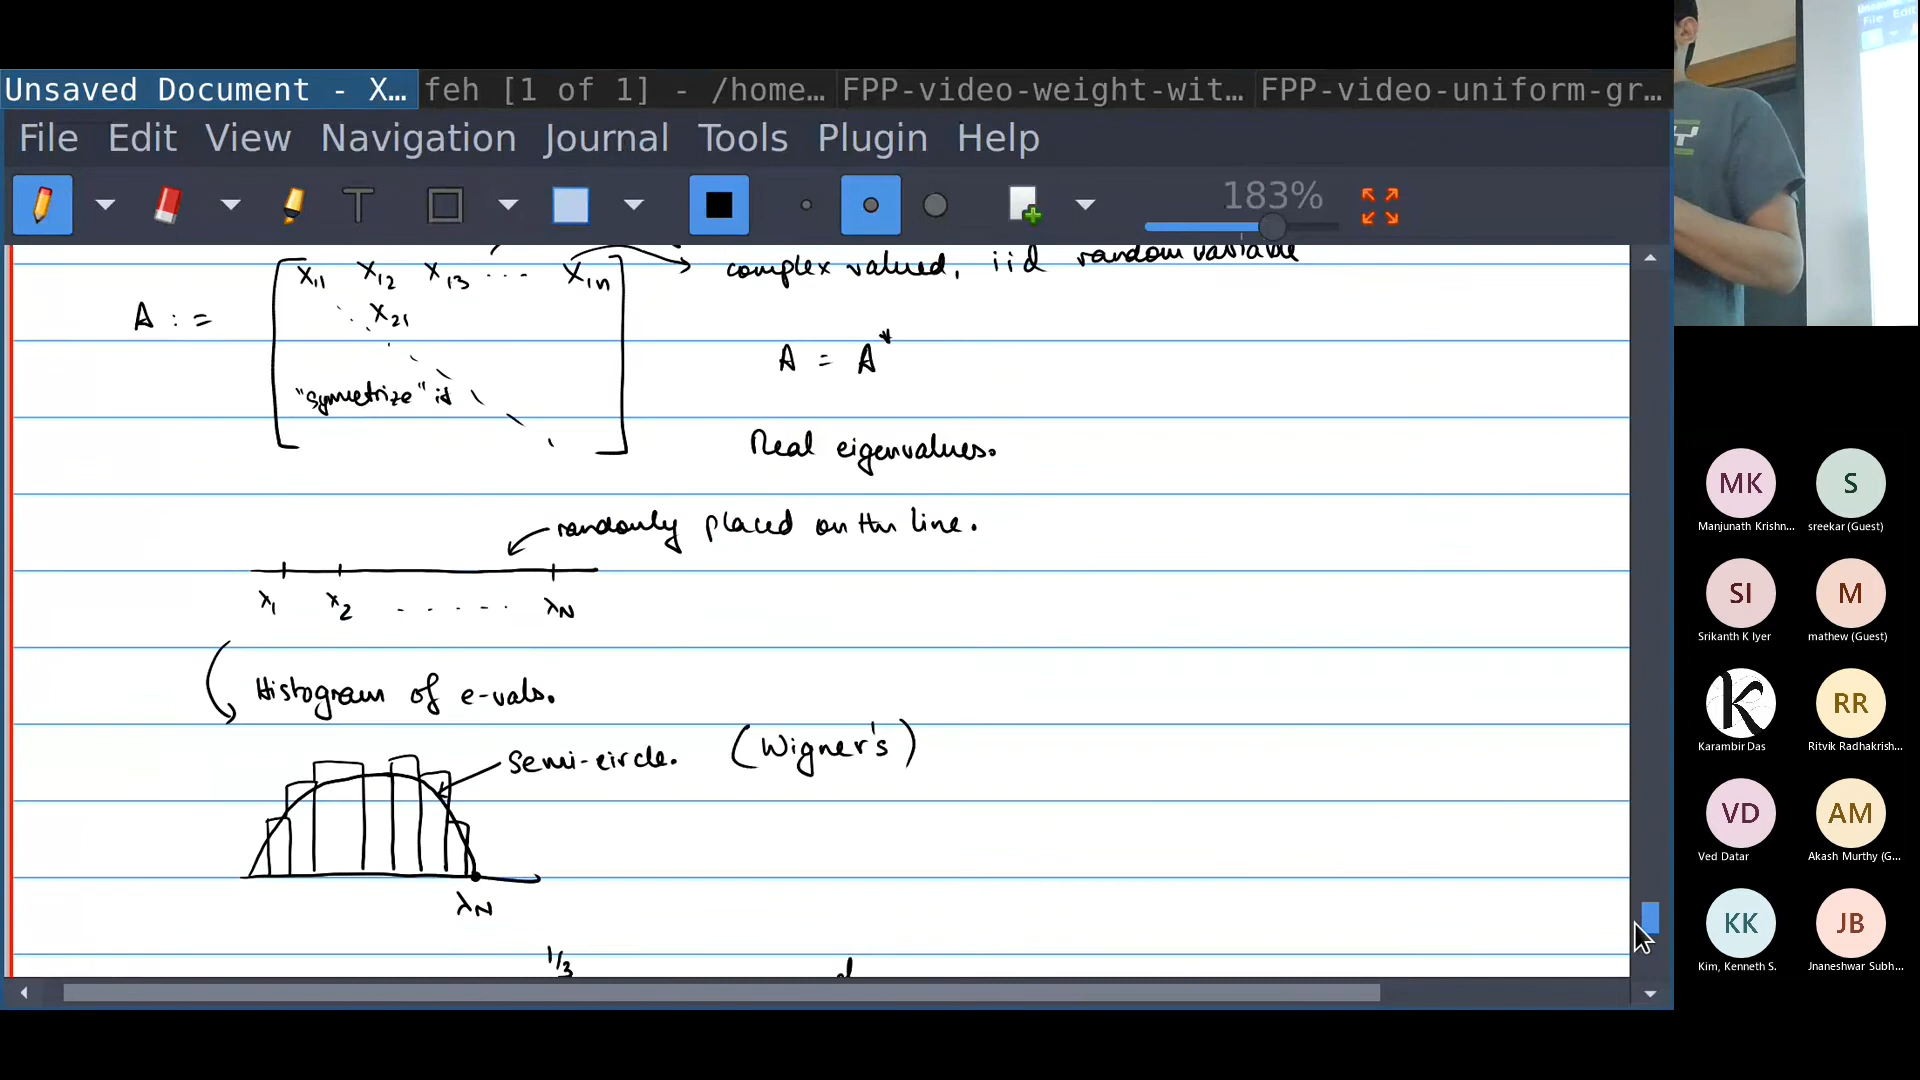 Unsaved Document - X...
feh [1 of 1] - /home...
FPP-video-weight-wit...
FPP-video-uniform-gr...
File Edit View Navigation Journal Tools Plugin Help
T
183%
A := [ X11 X12 X13 ... X1n ]
complex valued, iid random variable
X21
A = A*
"symetrize" it
Real eigenvalues.
randomly placed on the line.
λ1 λ2 ...... λN
Histogram of e-vals.
semi-circle. (Wigner's)
λN
1/3
d
File Edit
MK
S
Manjunath Krishn...
sreekar (Guest)
SI
M
Srikanth K Iyer
mathew (Guest)
K
RR
Karambir Das
Ritvik Radhakrish...
VD
AM
Ved Datar
Akash Murthy (G...
KK
JB
Kim, Kenneth S.
Jnaneshwar Subh...